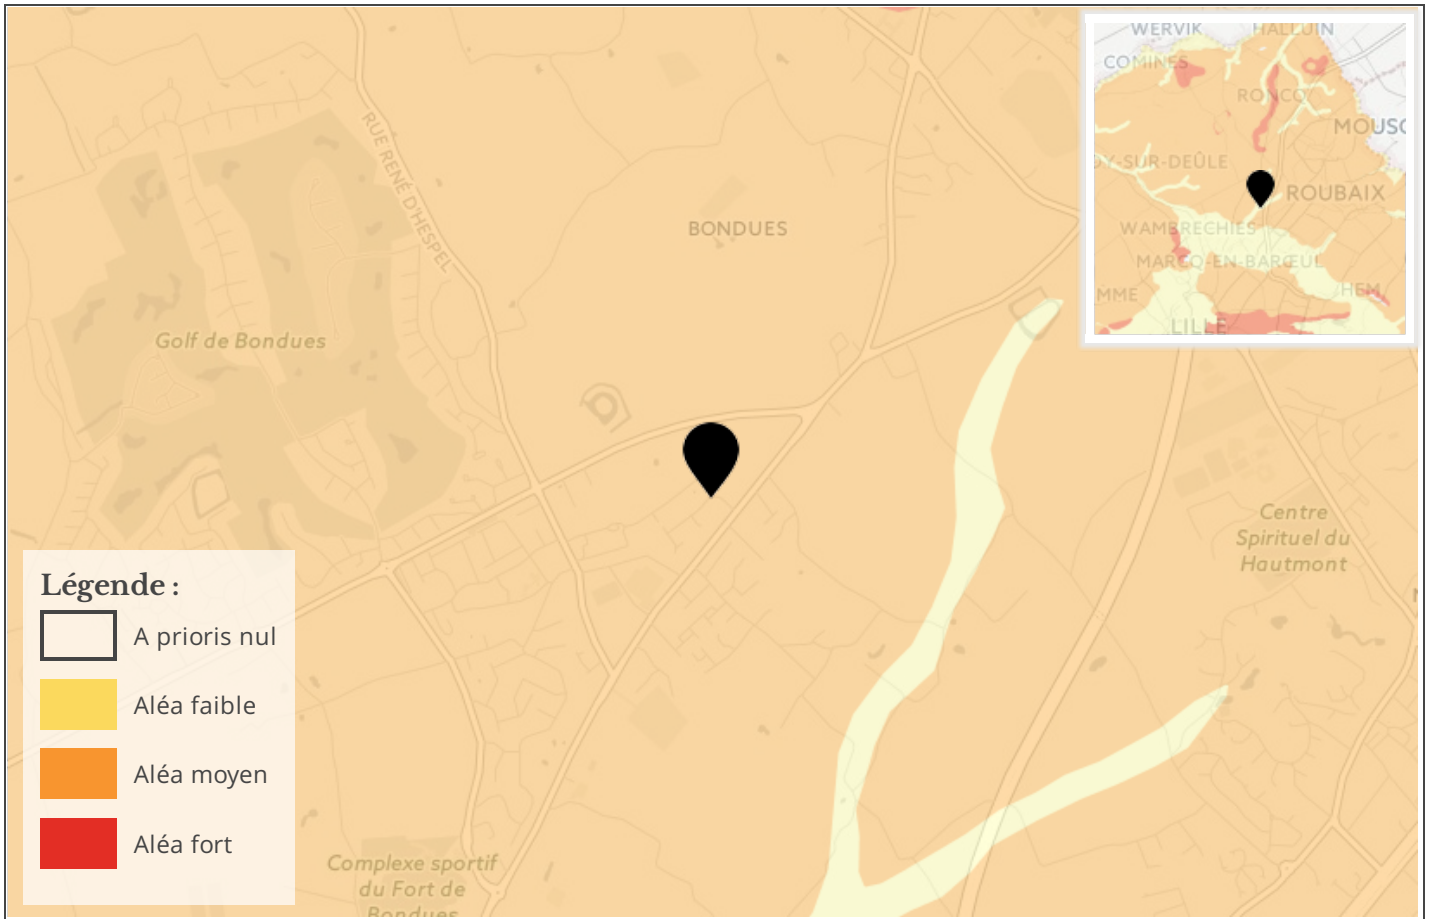 RUE RENÉ D'HESPEL
BONDUES
Golf de Bondues
Centre
Spirituel du
Hautmont
Complexe sportif
du Fort de
Bondues
Légende :
A prioris nul
Aléa faible
Aléa moyen
Aléa fort
WERVIK
HALLUIN
COMINES
RONCQ
MOUSC
OY-SUR-DEÛLE
ROUBAIX
WAMBRECHIES
MARCQ-EN-BARŒUL
MME
HEM
LILLE